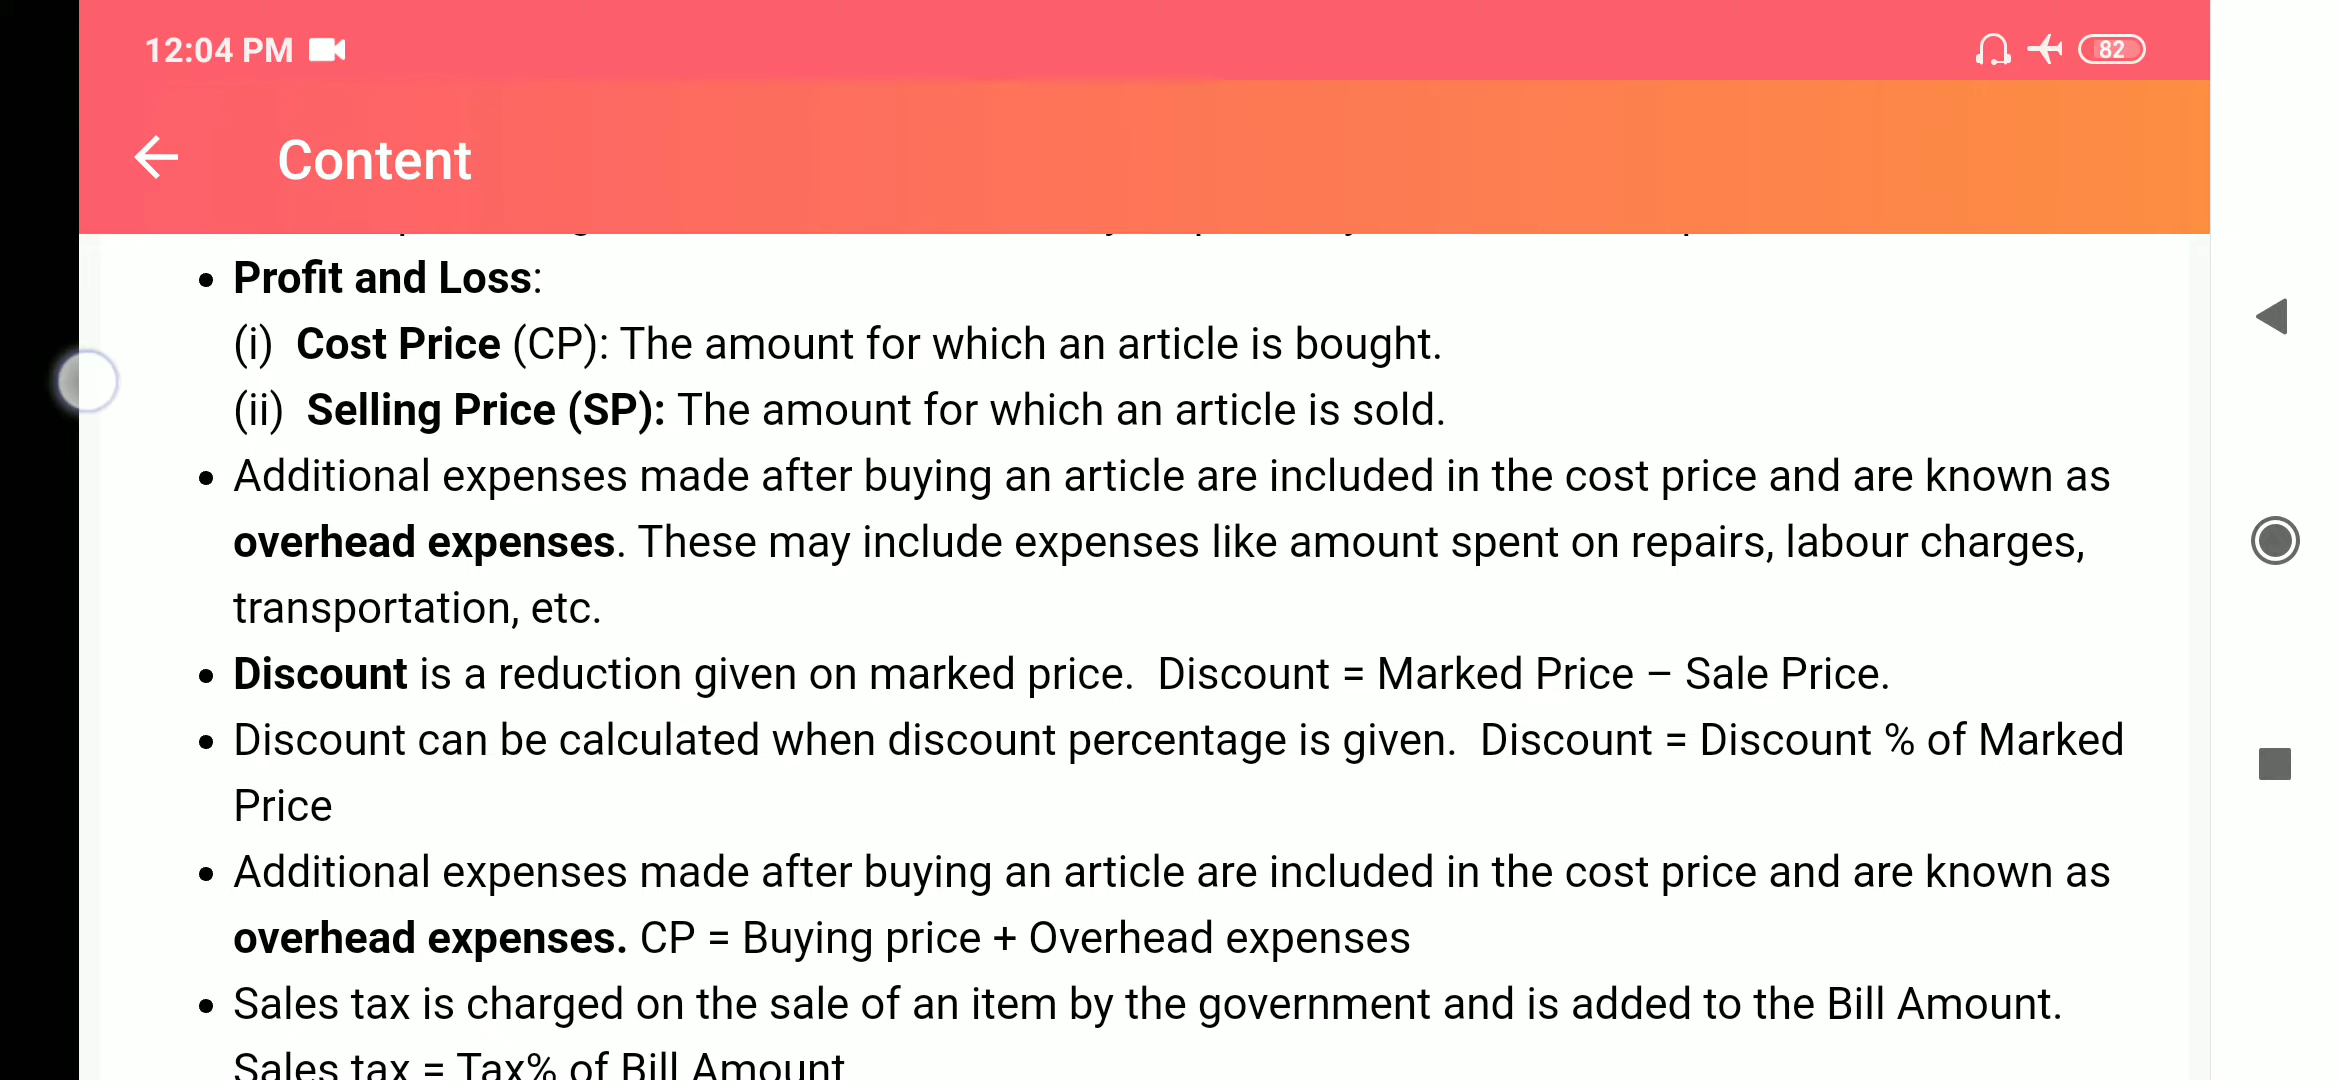 12:04 PM
82
Content
• Profit and Loss:
(i) Cost Price (CP): The amount for which an article is bought.
(ii) Selling Price (SP): The amount for which an article is sold.
• Additional expenses made after buying an article are included in the cost price and are known as
overhead expenses. These may include expenses like amount spent on repairs, labour charges,
transportation, etc.
• Discount is a reduction given on marked price. Discount = Marked Price – Sale Price.
• Discount can be calculated when discount percentage is given. Discount = Discount % of Marked
Price
• Additional expenses made after buying an article are included in the cost price and are known as
overhead expenses. CP = Buying price + Overhead expenses
• Sales tax is charged on the sale of an item by the government and is added to the Bill Amount.
Sales tax = Tax% of Bill Amount